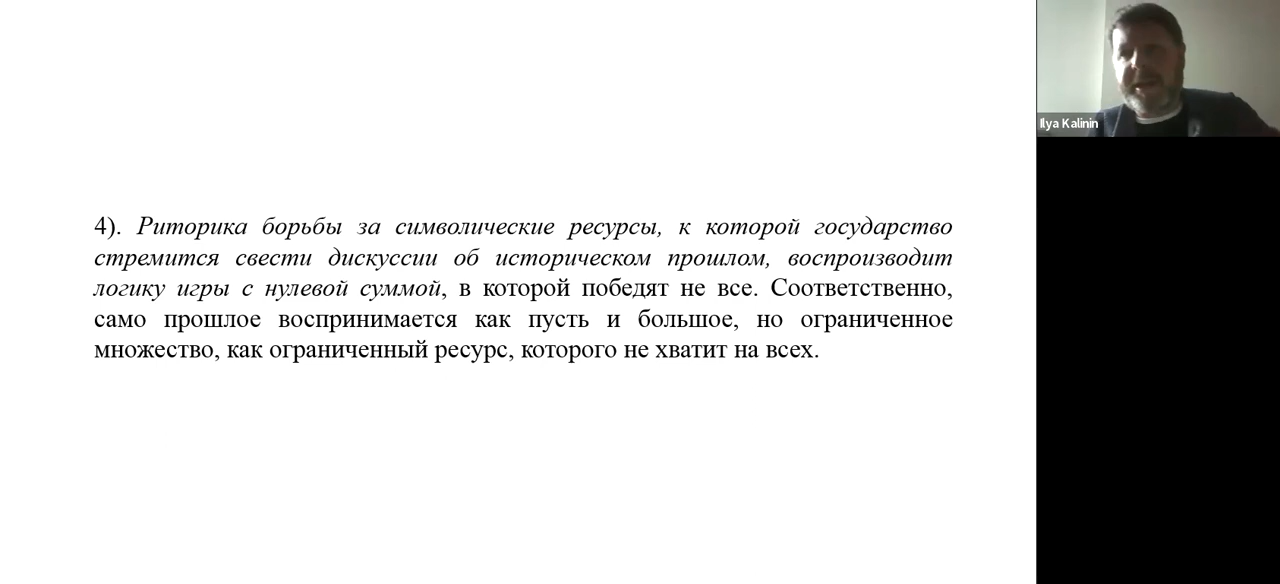 4). Риторика борьбы за символические ресурсы, к которой государство
стремится свести дискуссии об историческом прошлом, воспроизводит
логику игры с нулевой суммой, в которой победят не все. Соответственно,
само прошлое воспринимается как пусть и большое, но ограниченное
множество, как ограниченный ресурс, которого не хватит на всех.
Ilya Kalinin